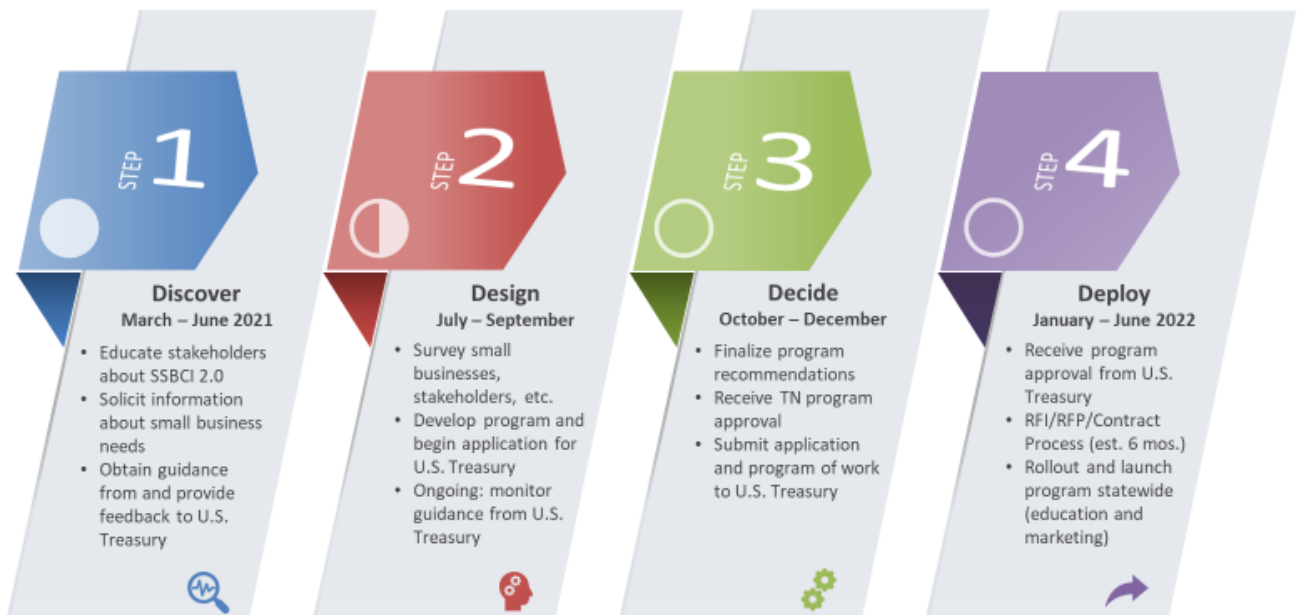 STEP 1
Discover
March – June 2021
• Educate stakeholders
about SSBCI 2.0
• Solicit information
about small business
needs
• Obtain guidance
from and provide
feedback to U.S.
Treasury
STEP 2
Design
July – September
• Survey small
businesses,
stakeholders, etc.
• Develop program and
begin application for
U.S. Treasury
• Ongoing: monitor
guidance from U.S.
Treasury
STEP 3
Decide
October – December
• Finalize program
recommendations
• Receive TN program
approval
• Submit application
and program of work
to U.S. Treasury
STEP 4
Deploy
January – June 2022
• Receive program
approval from U.S.
Treasury
• RFI/RFP/Contract
Process (est. 6 mos.)
• Rollout and launch
program statewide
(education and
marketing)